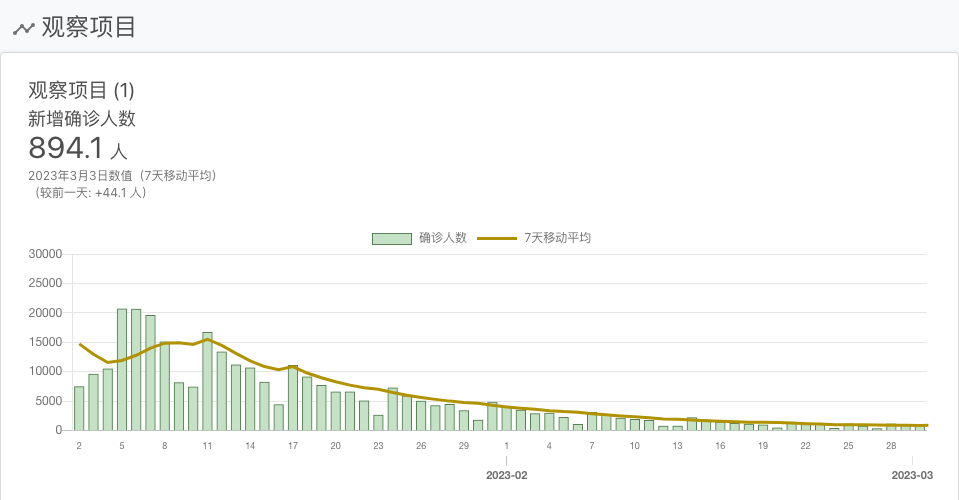 观察项目
观察项目 (1)
新增确诊人数
894.1 人
2023年3月3日数值（7天移动平均）
（较前一天: +44.1 人）
确诊人数 7天移动平均
30000
25000
20000
15000
10000
5000
0
2 5 8 11 14 17 20 23 26 29 1 4 7 10 13 16 19 22 25 28
2023-02 2023-03